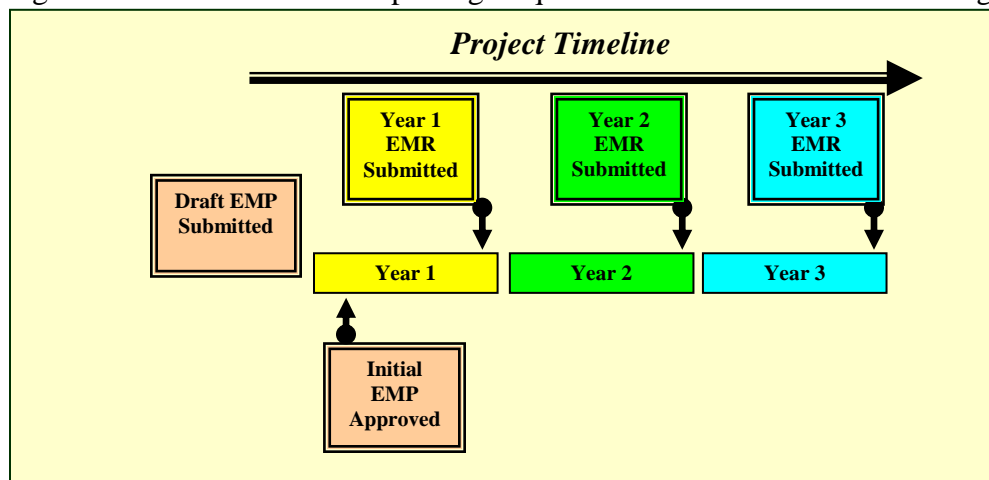 Project Timeline
Year 1
EMR
Submitted
Year 2
EMR
Submitted
Year 3
EMR
Submitted
Draft EMP
Submitted
Year 1
Year 2
Year 3
Initial
EMP
Approved